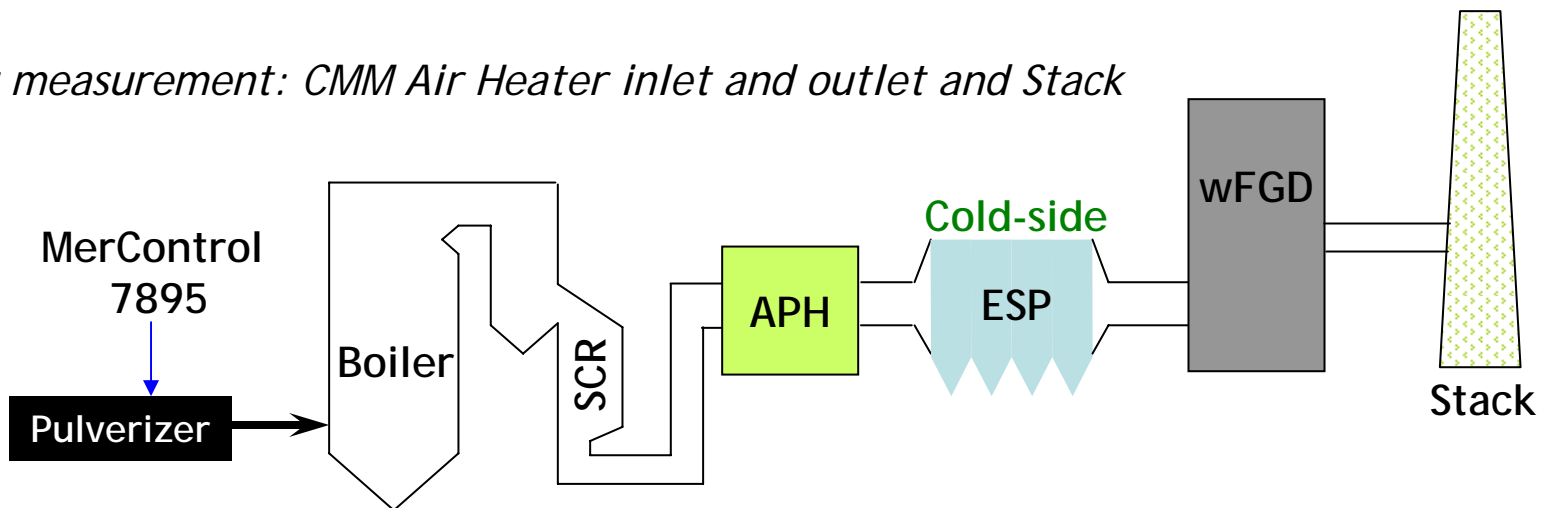 measurement: CMM Air Heater inlet and outlet and Stack
MerControl
7895
Pulverizer
Boiler
SCR
APH
Cold-side
ESP
wFGD
Stack